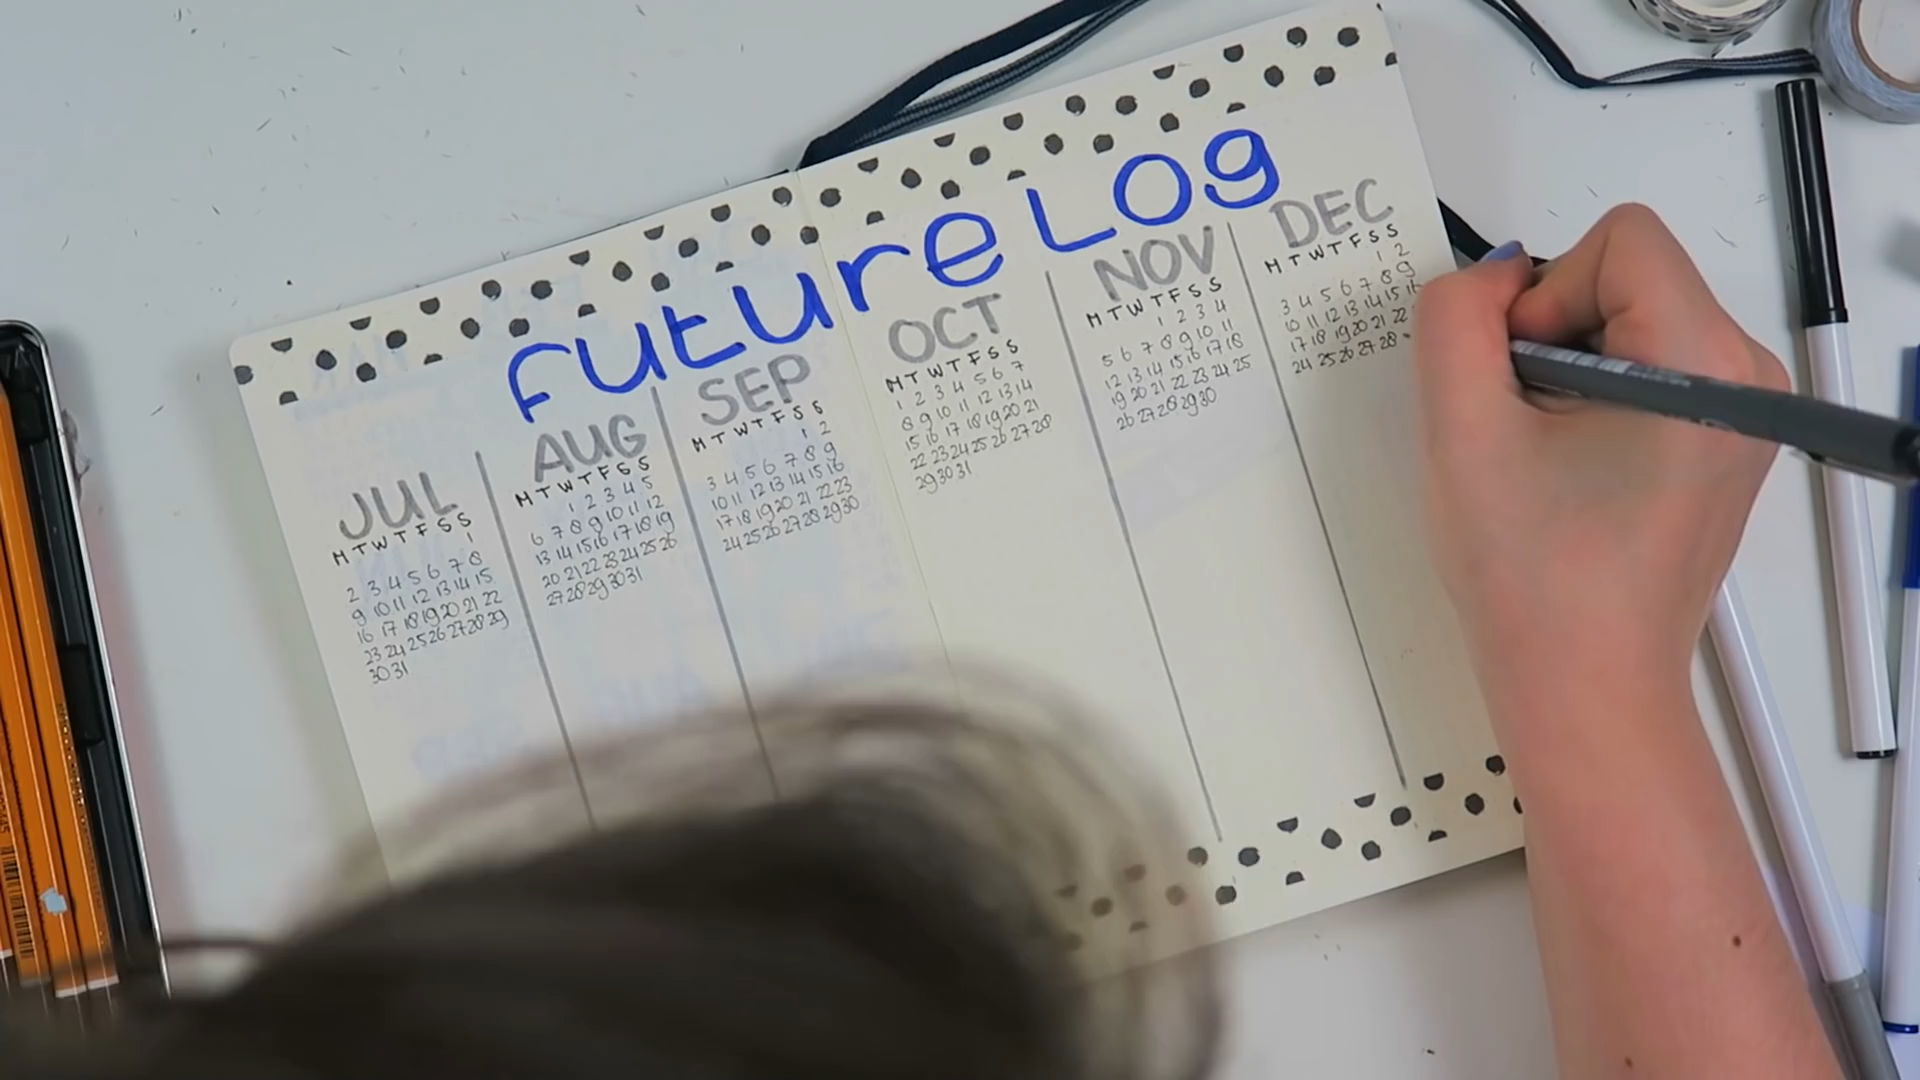 FUTURE LOG
JUL
M T W T F S S
1
2 3 4 5 6 7 8
9 10 11 12 13 14 15
16 17 18 19 20 21 22
23 24 25 26 27 28 29
30 31
AUG
M T W T F S S
1 2 3 4 5
6 7 8 9 10 11 12
13 14 15 16 17 18 19
20 21 22 23 24 25 26
27 28 29 30 31
SEP
M T W T F S S
1 2
3 4 5 6 7 8 9
10 11 12 13 14 15 16
17 18 19 20 21 22 23
24 25 26 27 28 29 30
OCT
M T W T F S S
1 2 3 4 5 6 7
8 9 10 11 12 13 14
15 16 17 18 19 20 21
22 23 24 25 26 27 28
29 30 31
NOV
M T W T F S S
1 2 3 4
5 6 7 8 9 10 11
12 13 14 15 16 17 18
19 20 21 22 23 24 25
26 27 28 29 30
DEC
M T W T F S S
1 2
3 4 5 6 7 8 9
10 11 12 13 14 15 16
17 18 19 20 21 22
24 25 26 27 28